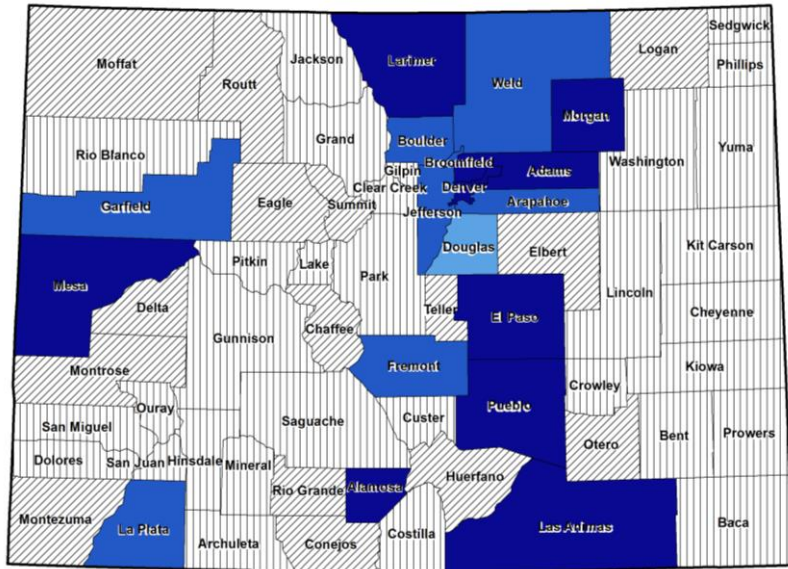 Sedgwick
Logan
Moffat
Jackson
Larimer
Phillips
Routt
Weld
Morgan
Grand
Boulder
Yuma
Rio Blanco
Washington
Broomfield
Gilpin
Adams
Clear Creek
Denver
Garfield
Eagle
Summit
Arapahoe
Jefferson
Douglas
Elbert
Kit Carson
Pitkin
Lake
Park
Mesa
Lincoln
Delta
Teller
Cheyenne
Gunnison
El Paso
Chaffee
Fremont
Kiowa
Montrose
Crowley
Ouray
Custer
Pueblo
Saguache
San Miguel
Otero
Bent
Prowers
Dolores
San Juan
Hinsdale
Mineral
Huerfano
Rio Grande
Alamosa
Montezuma
La Plata
Las Animas
Baca
Archuleta
Conejos
Costilla